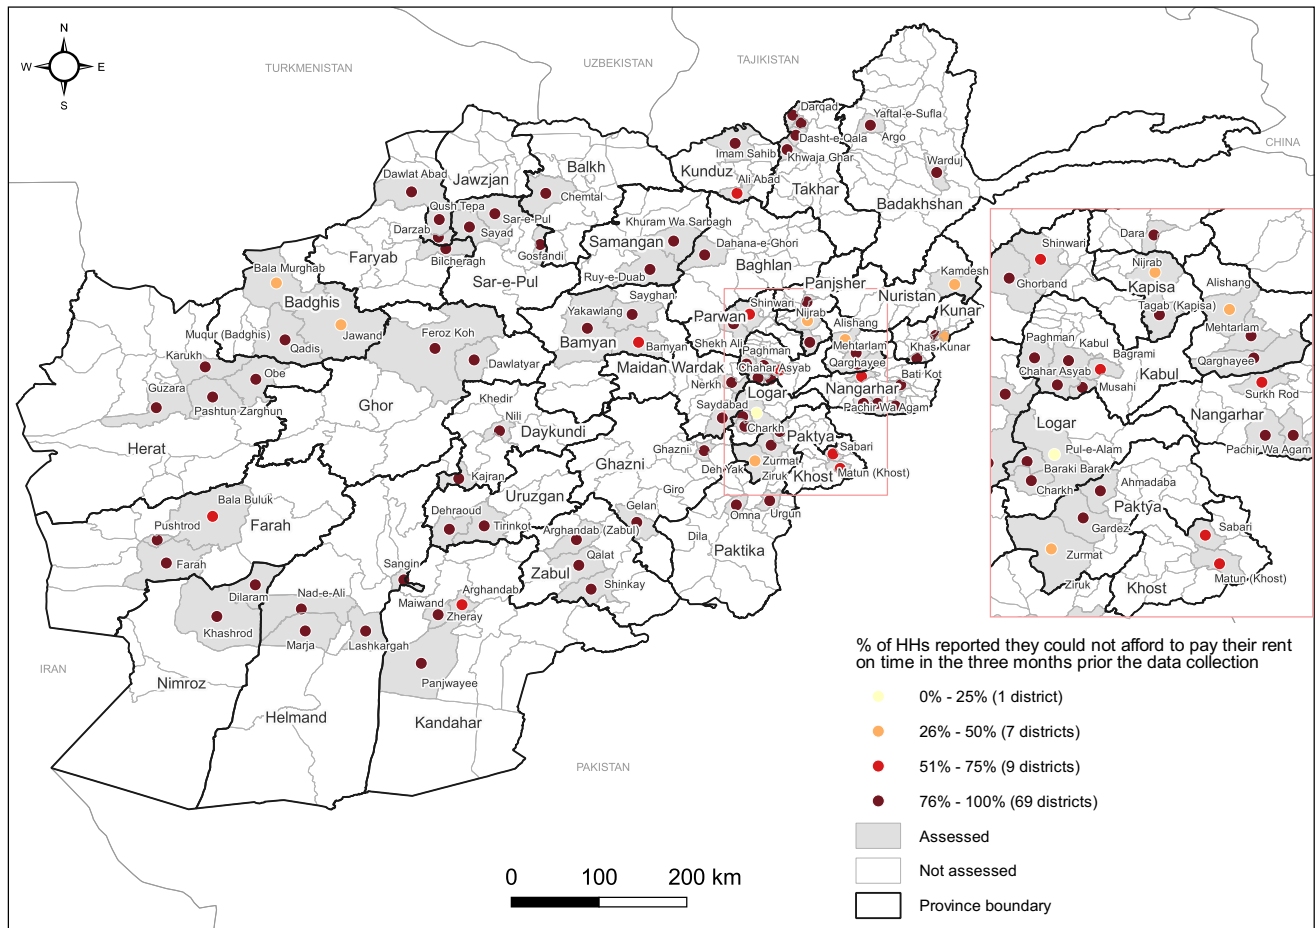 N
W E
S
TURKMENISTAN
UZBEKISTAN
TAJIKISTAN
CHINA
IRAN
PAKISTAN
Darqad
Yaftal-e-Sufla
Argo
Dasht-e-Qala
Khwaja Ghar
Imam Sahib
Kunduz
Ali Abad
Takhar
Warduj
Badakhshan
Balkh
Dawlat Abad
Jawzjan
Chemtal
Qush Tepa
Sar-e-Pul
Darzab
Sayad
Bilcheragh
Gosfandi
Faryab
Sar-e-Pul
Khuram Wa Sarbagh
Samangan
Dahana-e-Ghori
Baghlan
Ruy-e-Duab
Bala Murghab
Badghis
Muqur (Badghis)
Jawand
Qadis
Karukh
Obe
Guzara
Pashtun Zarghun
Herat
Feroz Koh
Dawlatyar
Ghor
Sayghan
Yakawlang
Bamyan
Bamyan
Panjsher
Nuristan
Kamdesh
Kunar
Parwan
Shinwari
Nijrab
Alishang
Shekh Ali
Mehtarlam
Khas Kunar
Paghman
Qarghayee
Chahar Asyab
Bati Kot
Maidan Wardak
Nerkh
Logar
Nangarhar
Pachir Wa Agam
Saydabad
Charkh
Paktya
Sabari
Ghazni
Deh Yak
Zurmat
Ziruk
Khost
Matun (Khost)
Khedir
Nili
Daykundi
Ghazni
Kajran
Uruzgan
Giro
Gelan
Omna
Urgun
Dehraoud
Tirinkot
Arghandab (Zabul)
Dila
Paktika
Qalat
Zabul
Shinkay
Bala Buluk
Pushtrod
Farah
Farah
Sangin
Dilaram
Nad-e-Ali
Arghandab
Maiwand
Zheray
Khashrod
Marja
Lashkargah
Panjwayee
Nimroz
Helmand
Kandahar
Dara
Shinwari
Nijrab
Ghorband
Kapisa
Alishang
Tagab (Kapisa)
Mehtarlam
Paghman
Kabul
Bagrami
Qarghayee
Chahar Asyab
Kabul
Musahi
Surkh Rod
Logar
Nangarhar
Pul-e-Alam
Pachir Wa Agam
Baraki Barak
Charkh
Ahmadaba
Paktya
Gardez
Sabari
Zurmat
Matun (Khost)
Ziruk
Khost
% of HHs reported they could not afford to pay their rent
on time in the three months prior the data collection
0% - 25% (1 district)
26% - 50% (7 districts)
51% - 75% (9 districts)
76% - 100% (69 districts)
Assessed
Not assessed
Province boundary
0 100 200 km